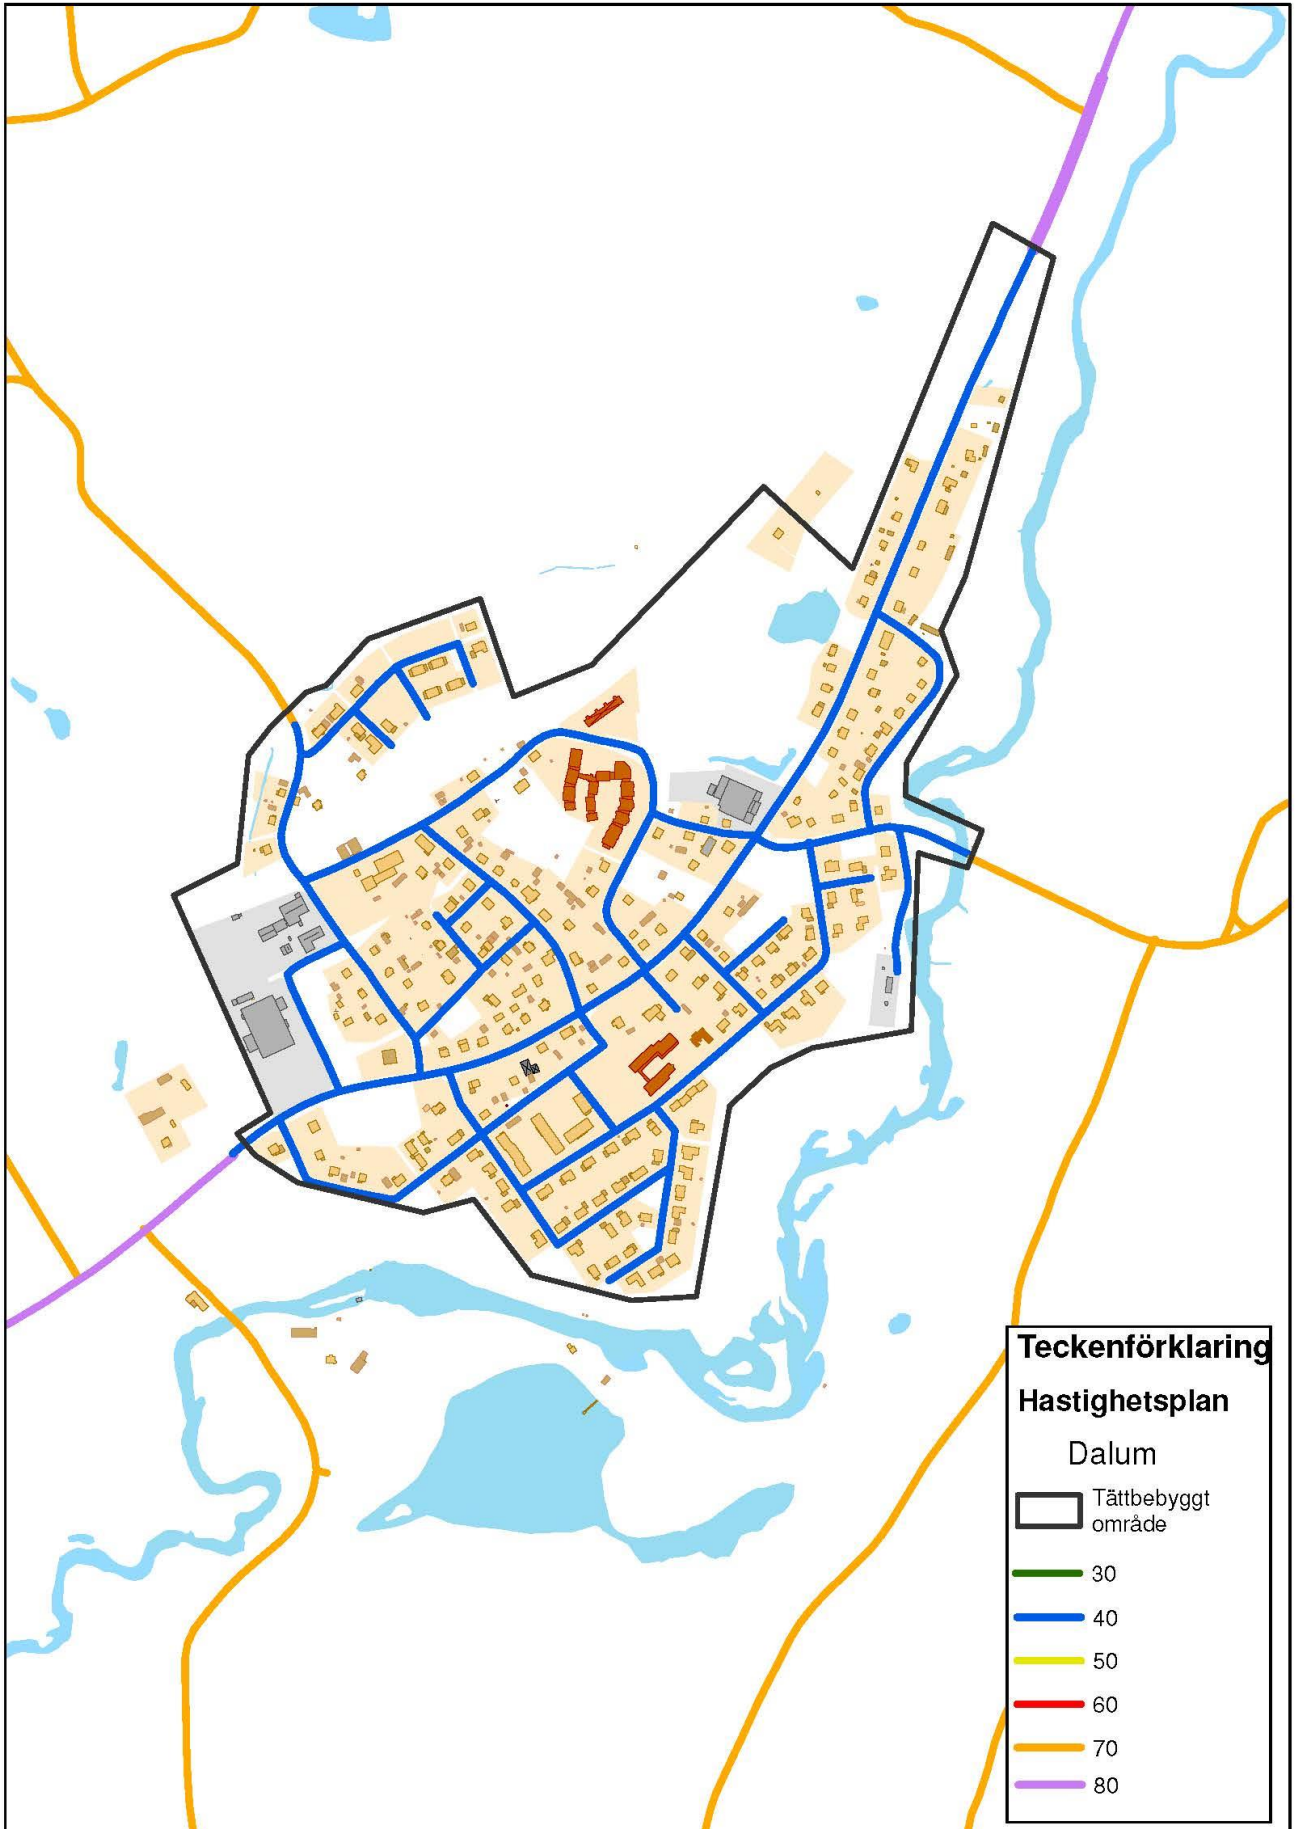 Teckenförklaring
Hastighetsplan
Dalum
Tättbebyggt
område
30
40
50
60
70
80